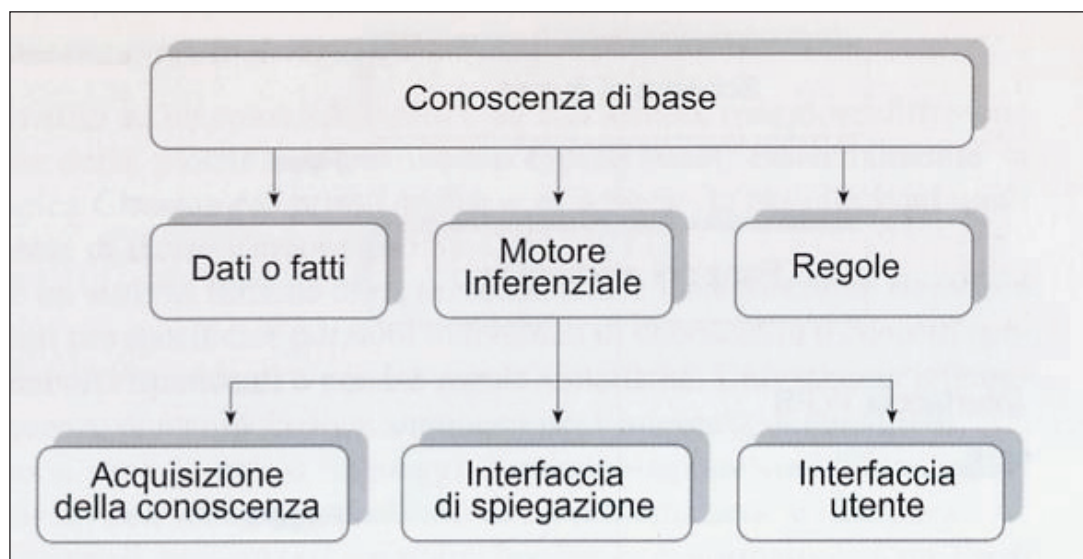 Conoscenza di base
Dati o fatti
Motore
Inferenziale
Regole
Acquisizione
della conoscenza
Interfaccia
di spiegazione
Interfaccia
utente